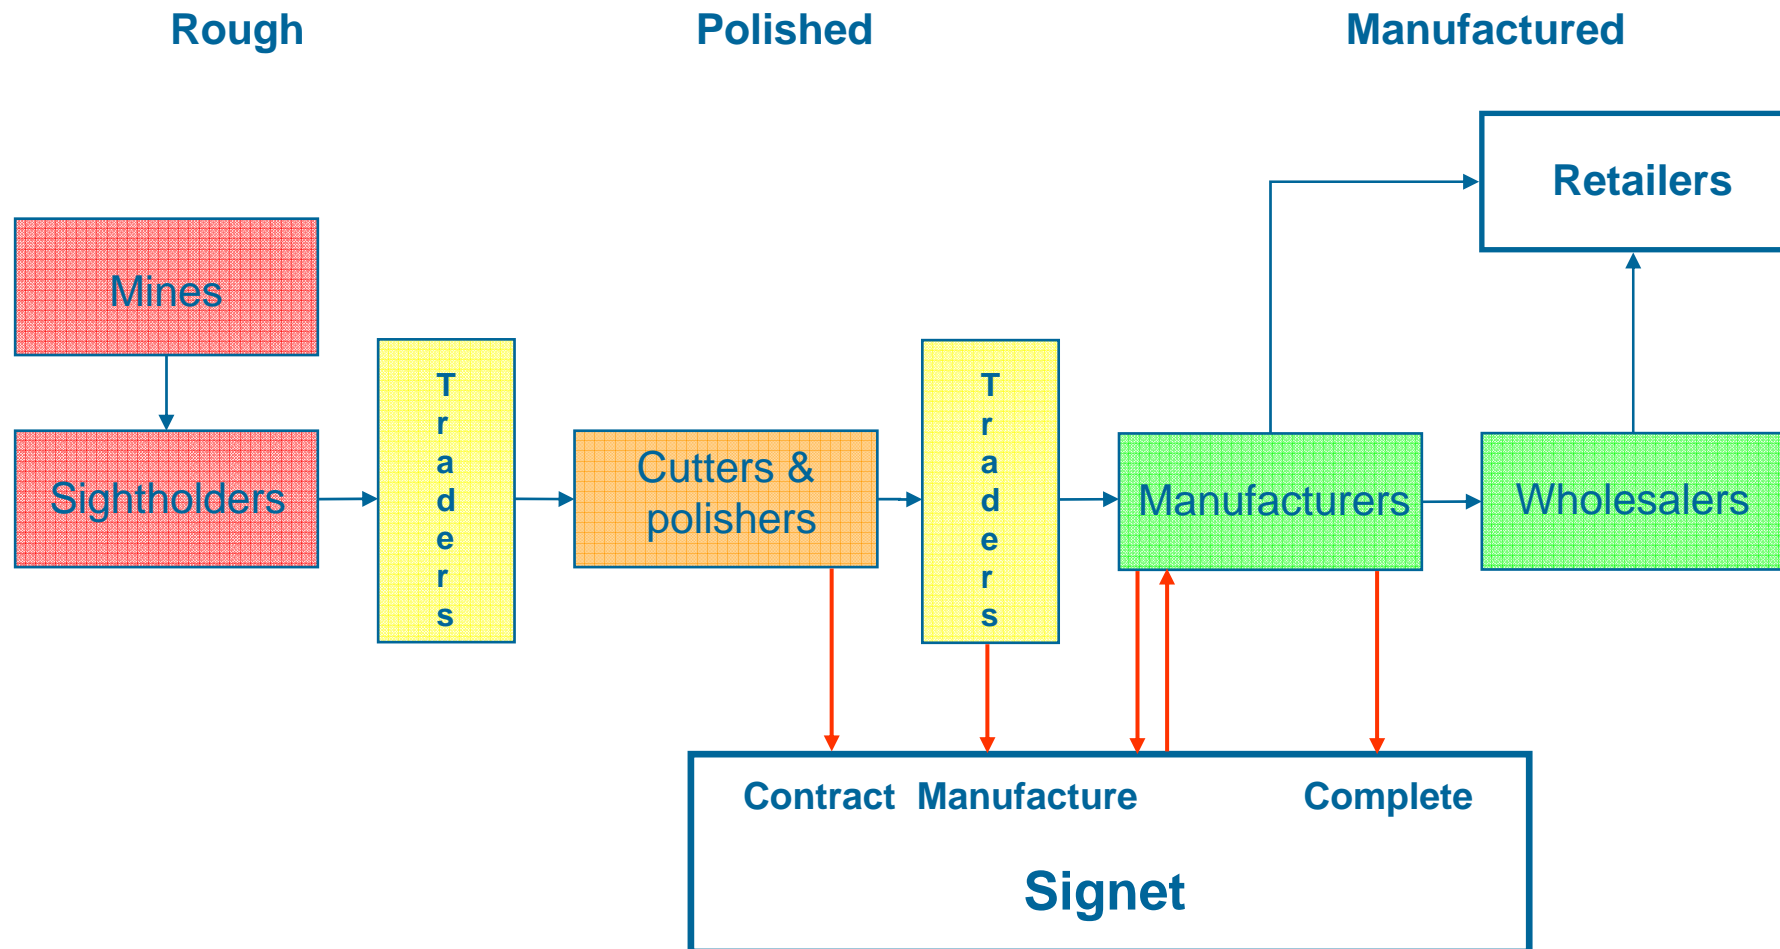 Rough
Polished
Manufactured
Retailers
Mines
Traders
Traders
Sightholders
Cutters &
polishers
Manufacturers
Wholesalers
Contract Manufacture
Complete
Signet